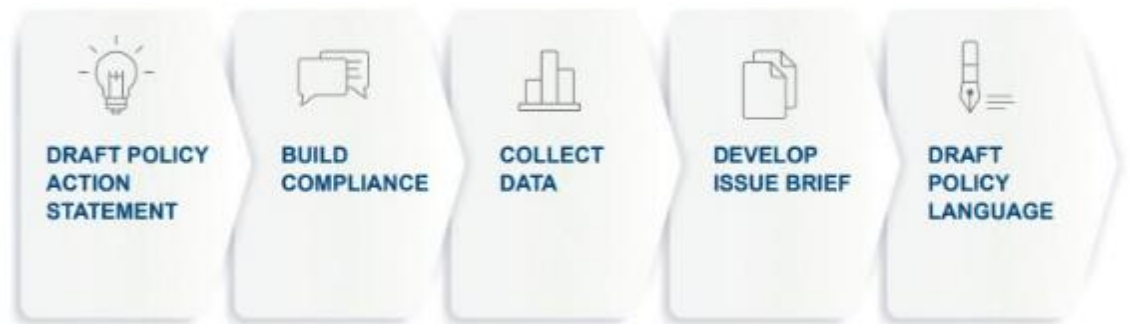 DRAFT POLICY
ACTION
STATEMENT
BUILD
COMPLIANCE
COLLECT
DATA
DEVELOP
ISSUE BRIEF
DRAFT
POLICY
LANGUAGE